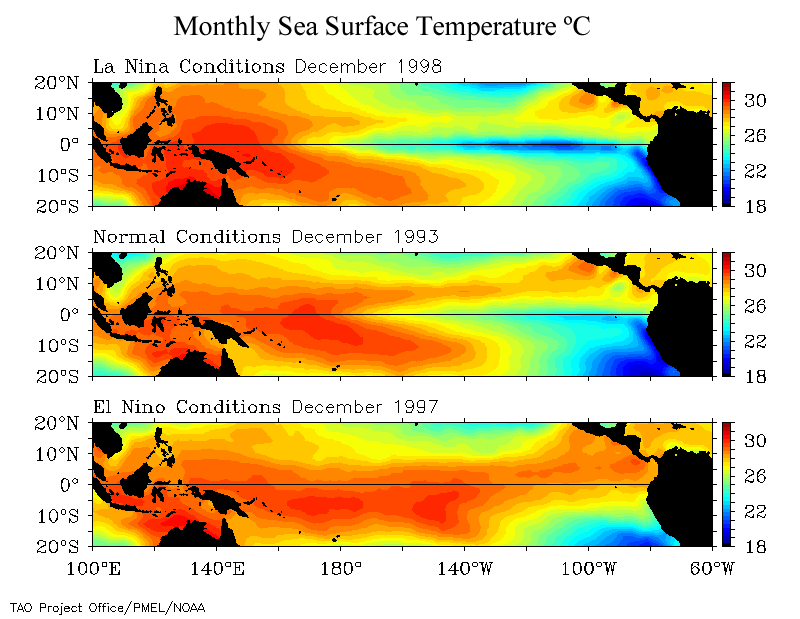 Monthly Sea Surface Temperature ºC
La Nina Conditions December 1998
20°N
10°N
0°
10°S
20°S
30
26
22
18
Normal Conditions December 1993
20°N
10°N
0°
10°S
20°S
30
26
22
18
El Nino Conditions December 1997
20°N
10°N
0°
10°S
20°S
30
26
22
18
100°E 140°E 180° 140°W 100°W 60°W
TAO Project Office/PMEL/NOAA